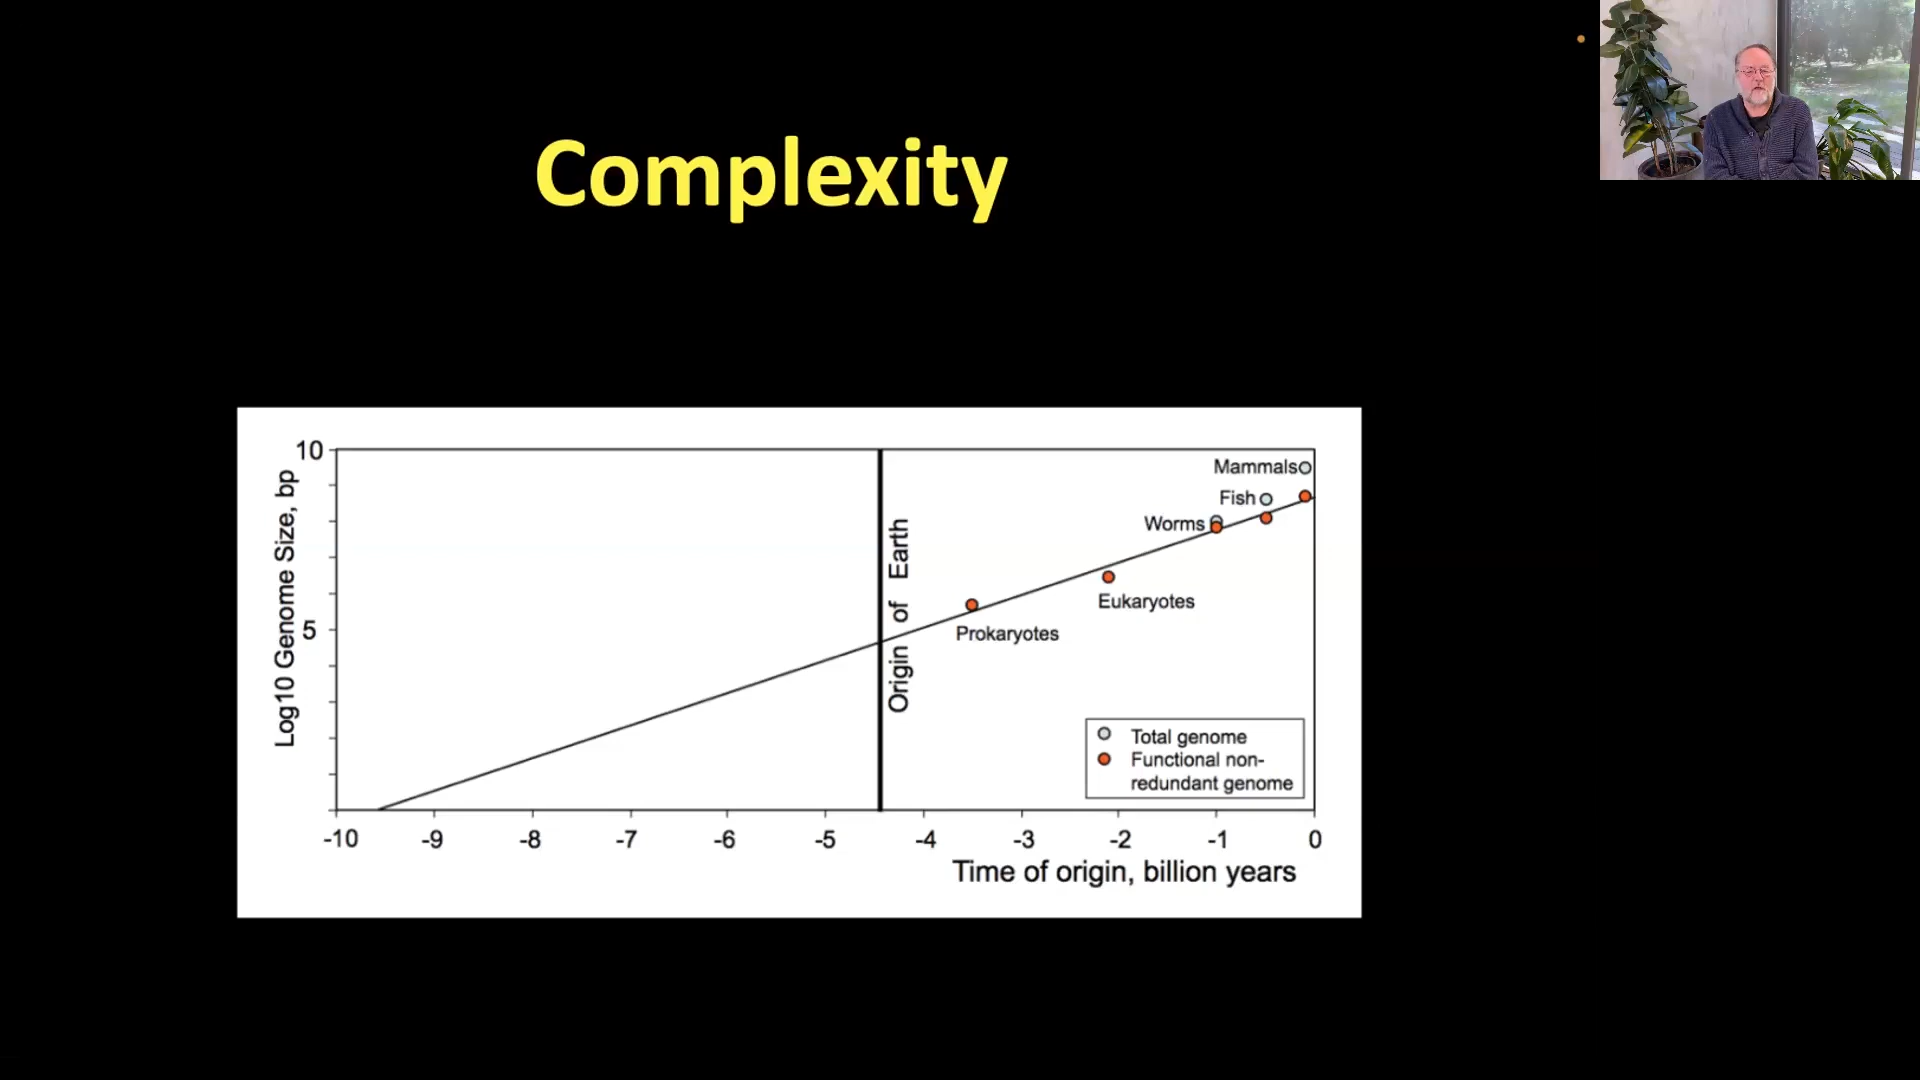 Complexity
10
5
Log10 Genome Size, bp
Origin of Earth
Mammals
Fish
Worms
Eukaryotes
Prokaryotes
Total genome
Functional non-
redundant genome
-10 -9 -8 -7 -6 -5 -4 -3 -2 -1 0
Time of origin, billion years